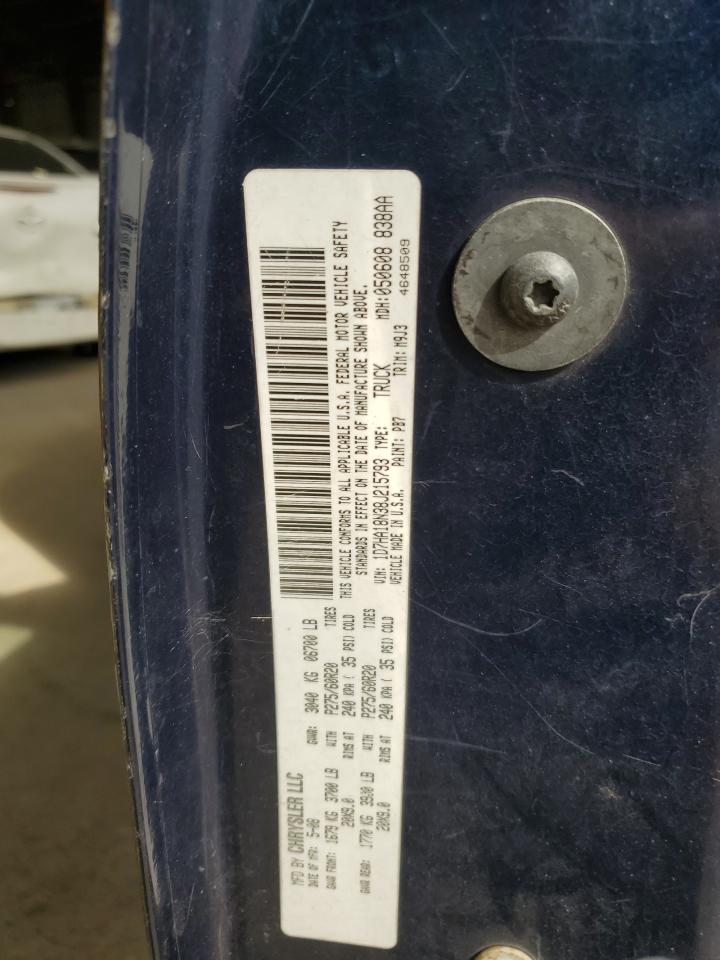 MFD BY CHRYSLER LLC
DATE OF MFR: 5-08 GVWR: 3040 KG 06700 LB
GAWR FRONT: 1679 KG 3700 LB WITH P275/60R20 TIRES
20X9.0 RIMS AT 240 KPA ( 35 PSI) COLD
GAWR REAR: 1770 KG 3900 LB WITH P275/60R20 TIRES
20X9.0 RIMS AT 240 KPA ( 35 PSI) COLD
THIS VEHICLE CONFORMS TO ALL APPLICABLE U.S.A. FEDERAL MOTOR VEHICLE SAFETY
STANDARDS IN EFFECT ON THE DATE OF MANUFACTURE SHOWN ABOVE.
VIN: 1D7HA18N38J215793 TYPE: TRUCK MDH: 050608 838AA
VEHICLE MADE IN U.S.A. PAINT: PB7 TRIM: M9J3 4648509